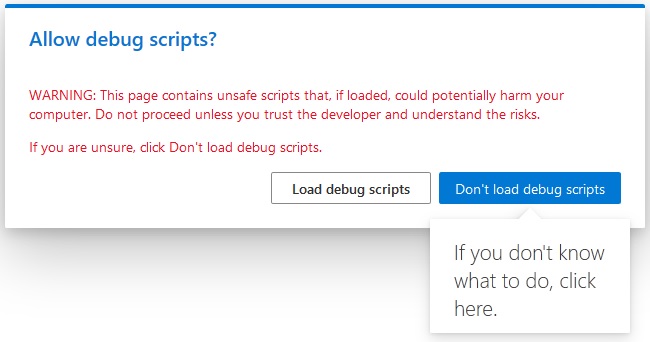 Allow debug scripts?
WARNING: This page contains unsafe scripts that, if loaded, could potentially harm your
computer. Do not proceed unless you trust the developer and understand the risks.
If you are unsure, click Don't load debug scripts.
Load debug scripts
Don't load debug scripts
If you don't know
what to do, click
here.